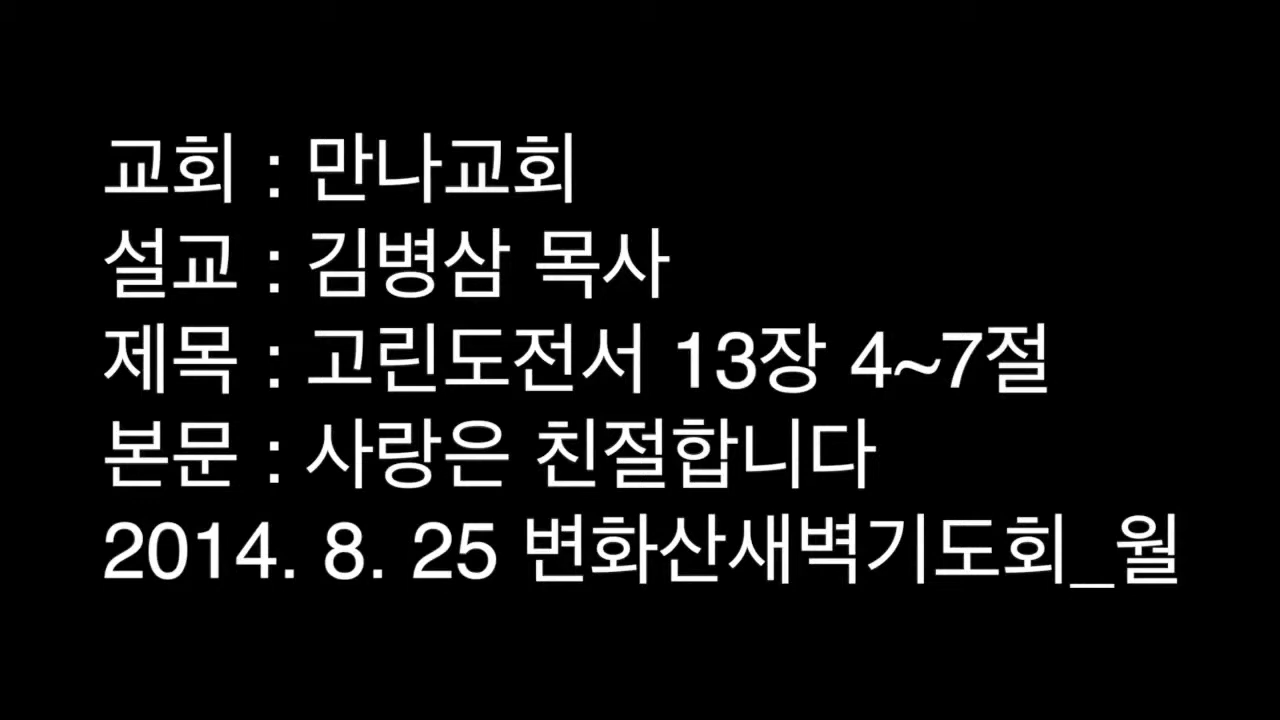 교회 : 만나교회
설교 : 김병삼 목사
제목 : 고린도전서 13장 4~7절
본문 : 사랑은 친절합니다
2014. 8. 25 변화산새벽기도회_월